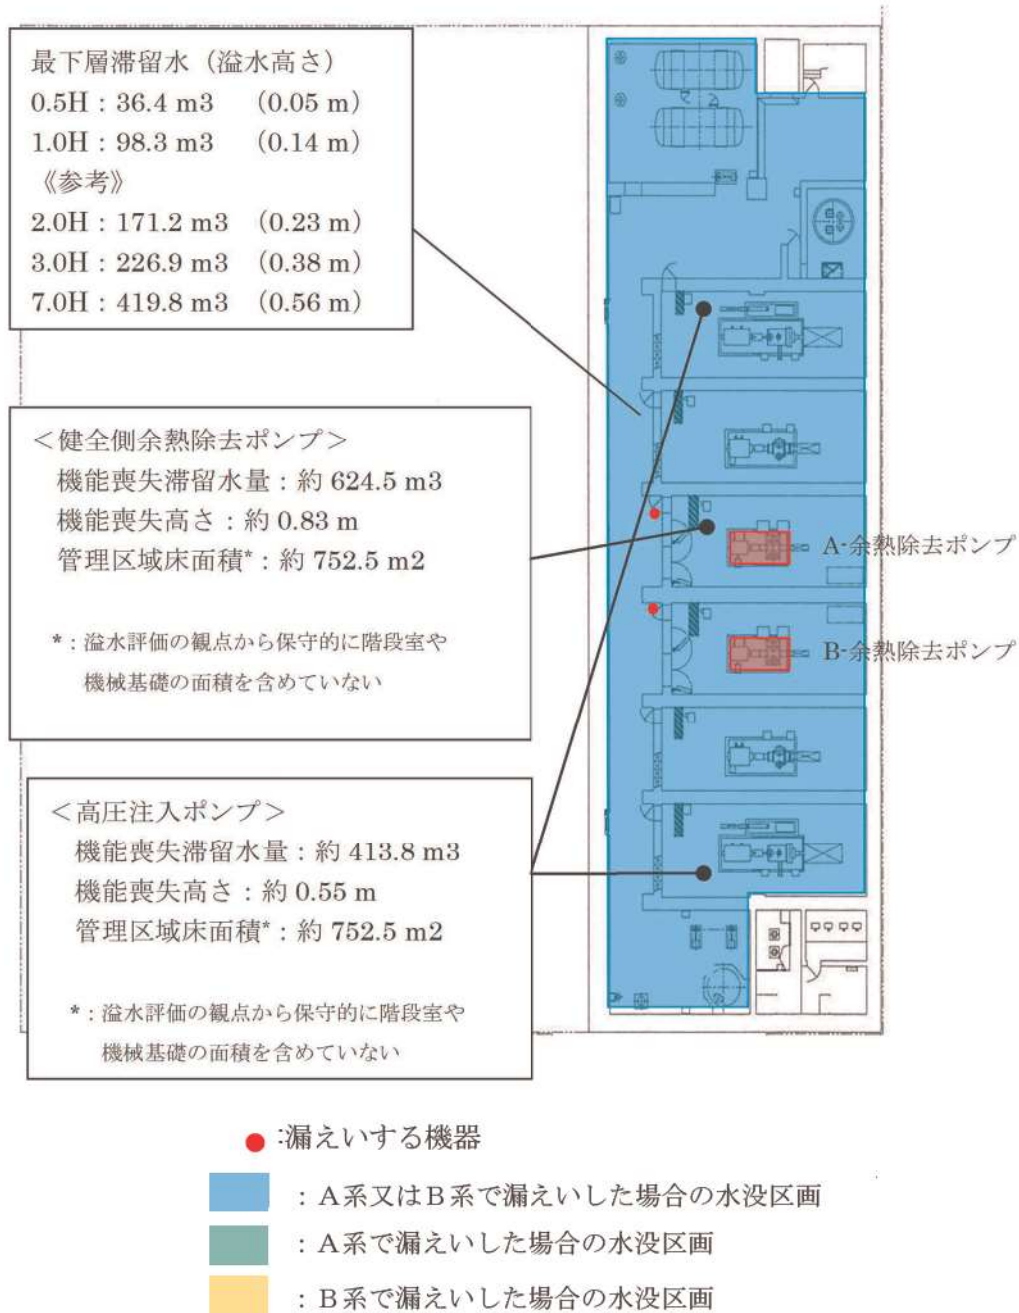 最下層滞留水（溢水高さ）
0.5H：36.4 m3 （0.05 m）
1.0H：98.3 m3 （0.14 m）
《参考》
2.0H：171.2 m3 （0.23 m）
3.0H：226.9 m3 （0.38 m）
7.0H：419.8 m3 （0.56 m）
＜健全側余熱除去ポンプ＞
機能喪失滞留水量：約 624.5 m3
機能喪失高さ：約 0.83 m
管理区域床面積*：約 752.5 m2
*：溢水評価の観点から保守的に階段室や
機械基礎の面積を含めていない
A-余熱除去ポンプ
B-余熱除去ポンプ
＜高圧注入ポンプ＞
機能喪失滞留水量：約 413.8 m3
機能喪失高さ：約 0.55 m
管理区域床面積*：約 752.5 m2
*：溢水評価の観点から保守的に階段室や
機械基礎の面積を含めていない
:漏えいする機器
：A系又はB系で漏えいした場合の水没区画
：A系で漏えいした場合の水没区画
：B系で漏えいした場合の水没区画